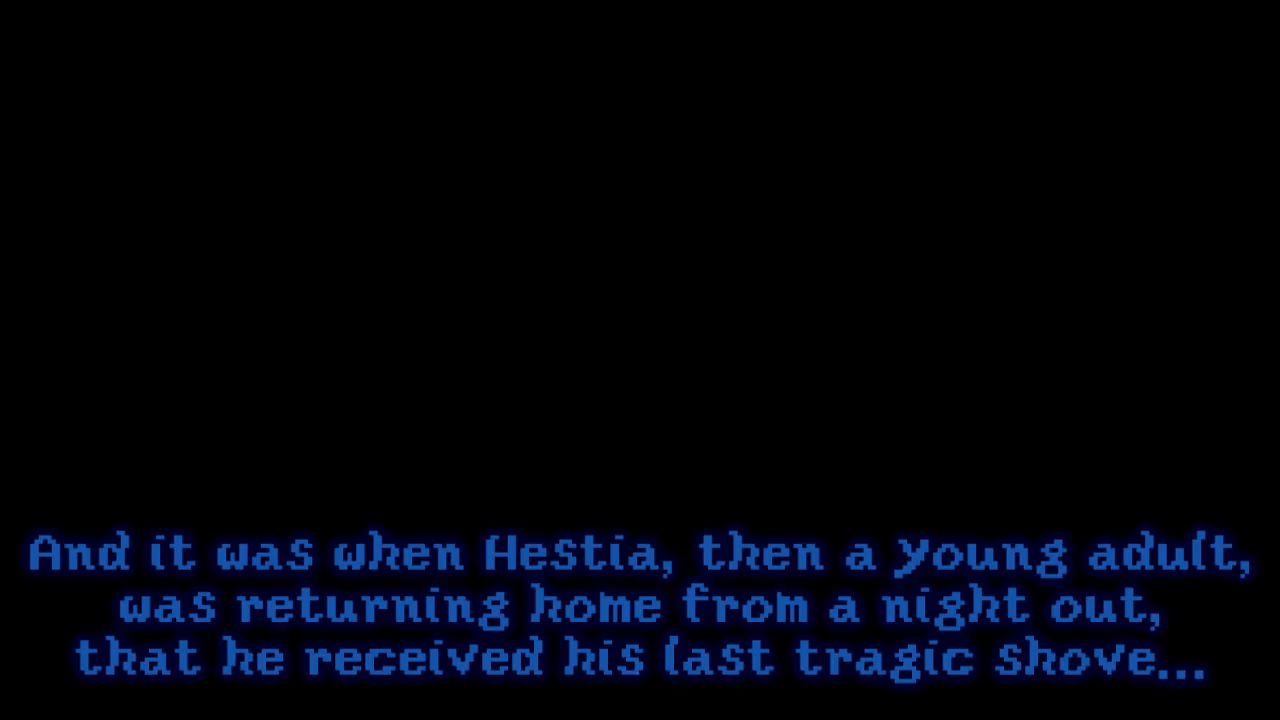 And it was when Hestia, then a young adult,
was returning home from a night out,
that he received his last tragic shove...